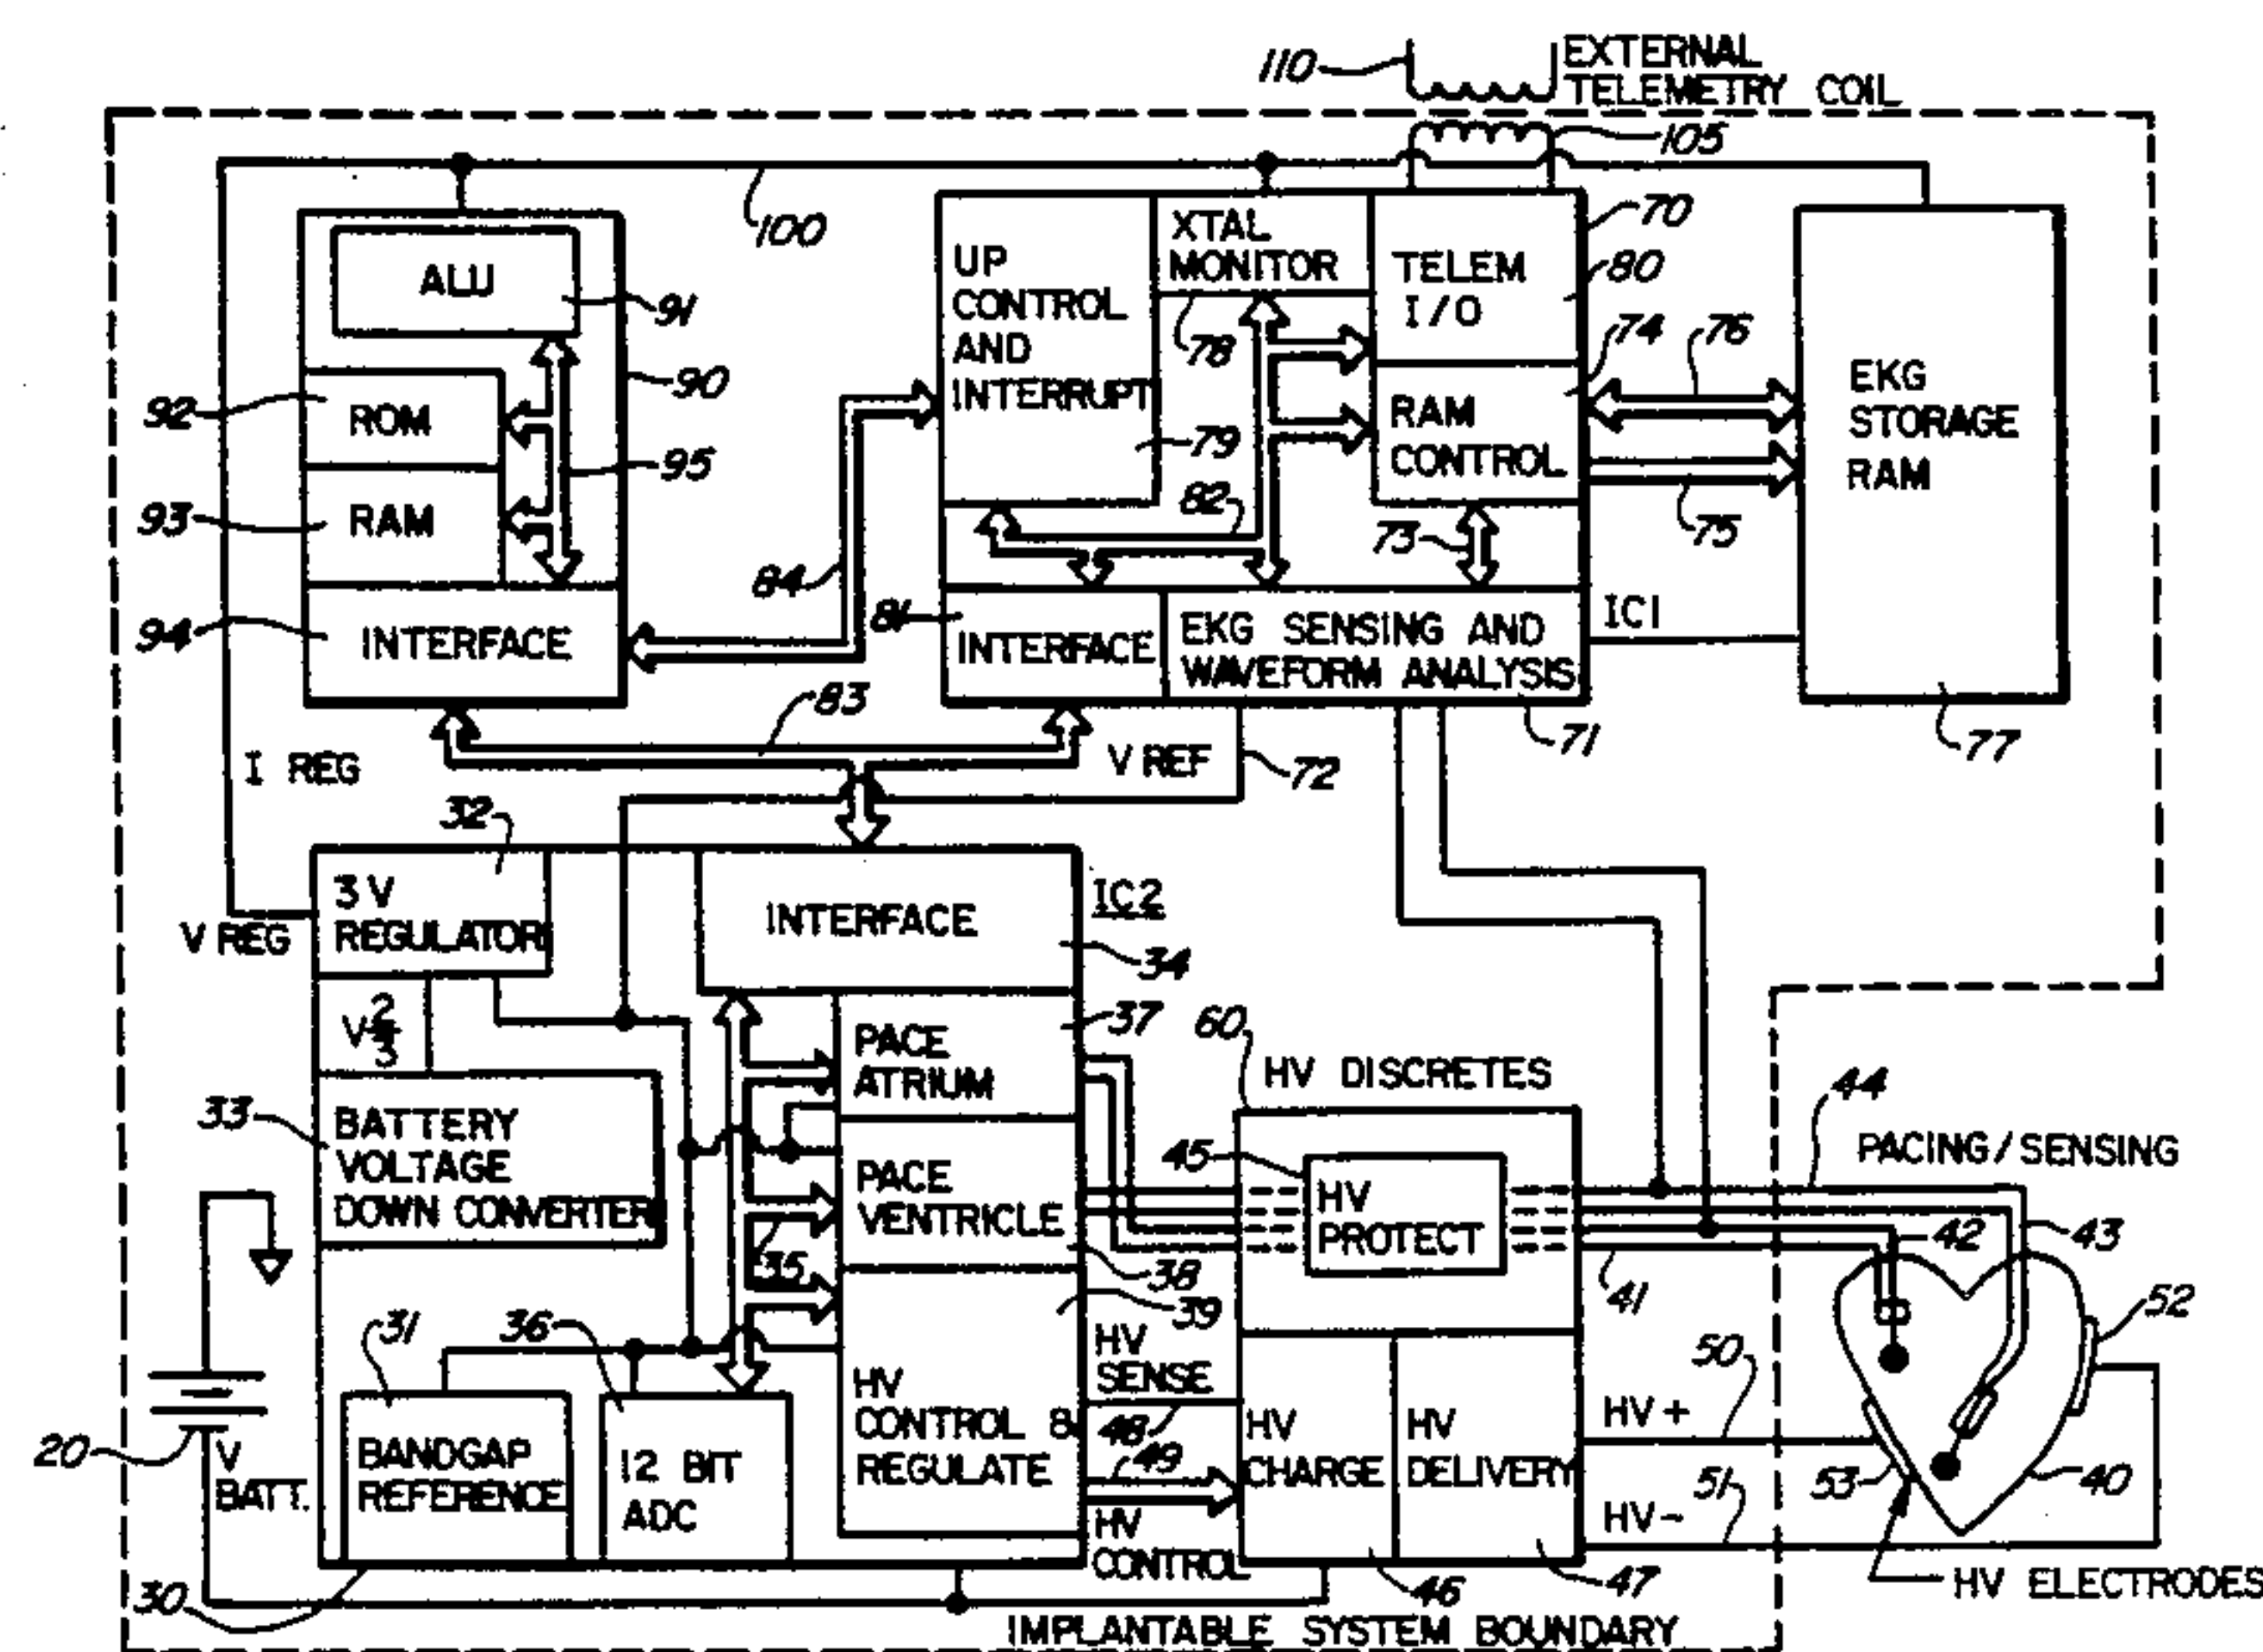 110
EXTERNAL
TELEMETRY COIL
105
100
ALU
91
90
92
ROM
95
93
RAM
94
INTERFACE
UP
CONTROL
AND
INTERRUPT
79
XTAL
MONITOR
78
TELEM
I/O
70
80
74
RAM
CONTROL
76
75
EKG
STORAGE
RAM
77
82
73
84
81
INTERFACE
EKG SENSING AND
WAVEFORM ANALYSIS
IC1
71
83
I REG
V REF
72
32
3 V
REGULATOR
V REG
INTERFACE
IC2
34
V 2/3
33
BATTERY
VOLTAGE
DOWN CONVERTER
PACE
ATRIUM
37
PACE
VENTRICLE
38
35
39
31
36
BANDGAP
REFERENCE
12 BIT
ADC
HV
CONTROL &
REGULATE
20
V
BATT.
30
60
HV DISCRETES
45
HV
PROTECT
HV
SENSE
48
49
HV
CONTROL
HV
CHARGE
HV
DELIVERY
46
47
44
PACING/SENSING
42
43
41
52
50
HV+
51
HV-
53
40
HV ELECTRODES
IMPLANTABLE SYSTEM BOUNDARY